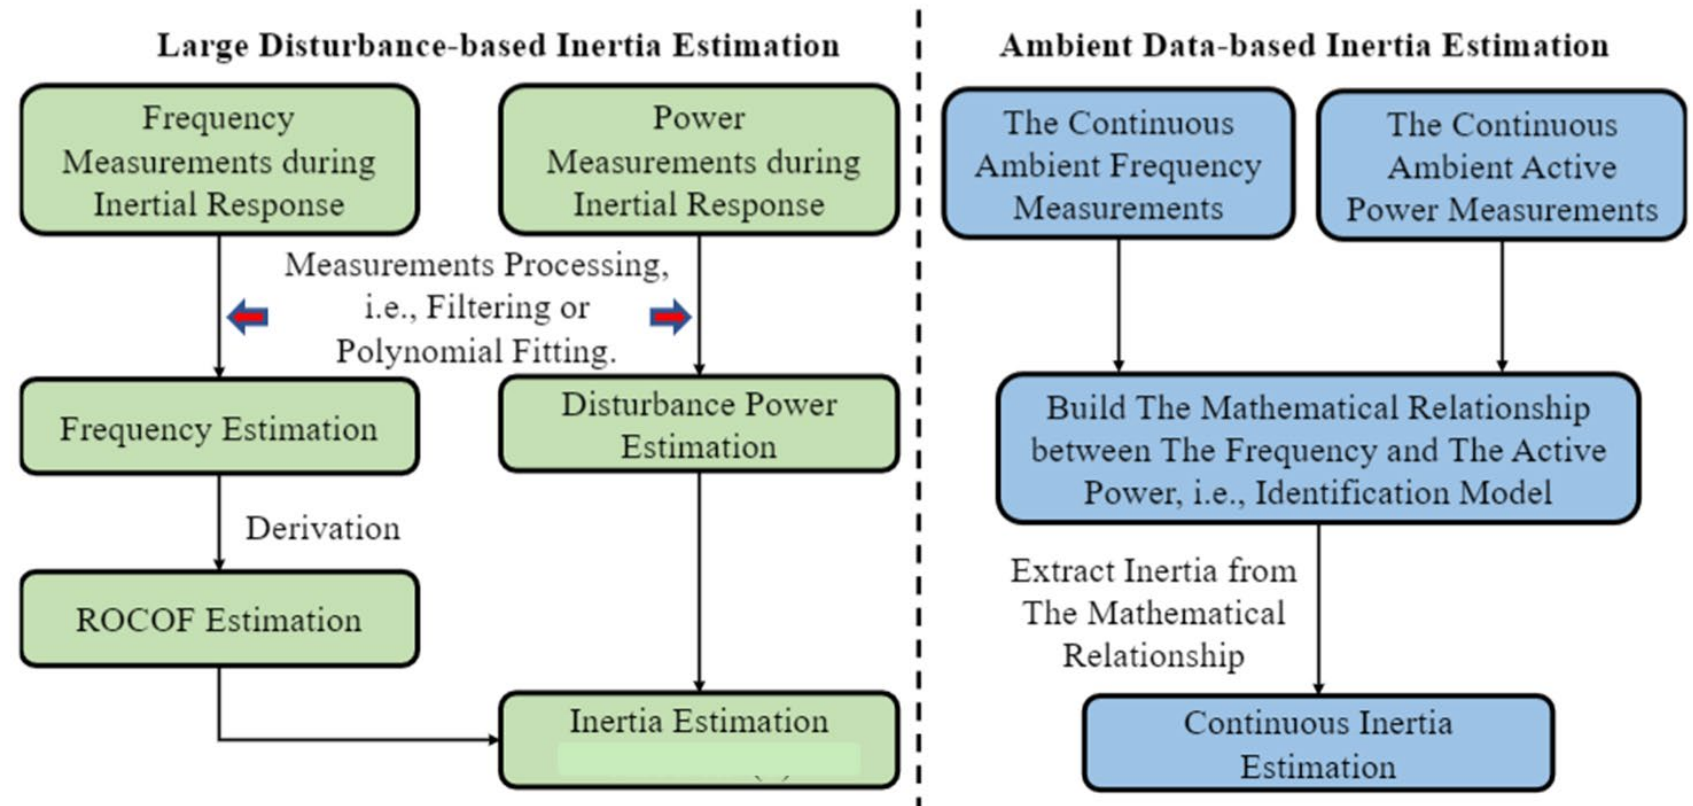 Large Disturbance-based Inertia Estimation
Frequency
Measurements during
Inertial Response
Power
Measurements during
Inertial Response
Measurements Processing,
i.e., Filtering or
Polynomial Fitting.
Frequency Estimation
Disturbance Power
Estimation
Derivation
ROCOF Estimation
Inertia Estimation
Ambient Data-based Inertia Estimation
The Continuous
Ambient Frequency
Measurements
The Continuous
Ambient Active
Power Measurements
Build The Mathematical Relationship
between The Frequency and The Active
Power, i.e., Identification Model
Extract Inertia from
The Mathematical
Relationship
Continuous Inertia
Estimation